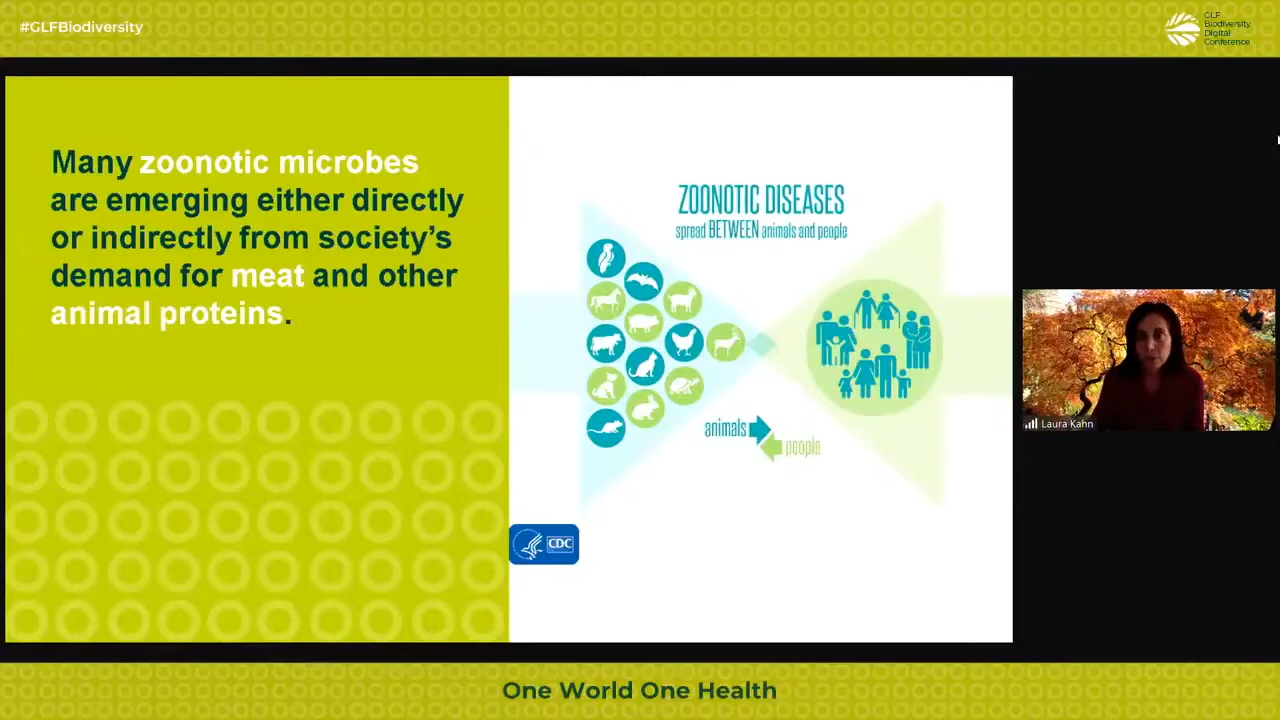 #GLFBiodiversity
GLF
Biodiversity
Digital
Conference
Many zoonotic microbes
are emerging either directly
or indirectly from society's
demand for meat and other
animal proteins.
ZOONOTIC DISEASES
spread BETWEEN animals and people
animals
people
CDC
Laura Kahn
One World One Health